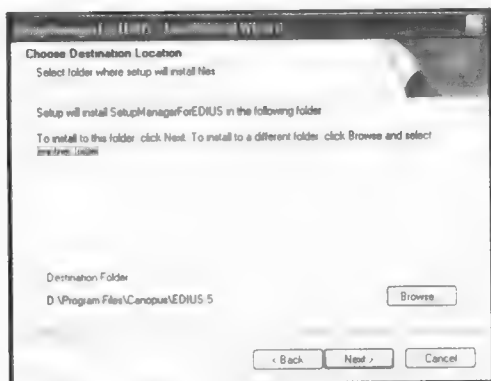 Choose Destination Location
Select folder where setup will install files
Setup will install SetupManagerForEDIUS in the following folder
To install to this folder click Next. To install to a different folder click Browse and select
another folder
Destination Folder
D:\Program Files\Canopus\EDIUS 5
Browse...
< Back
Next >
Cancel